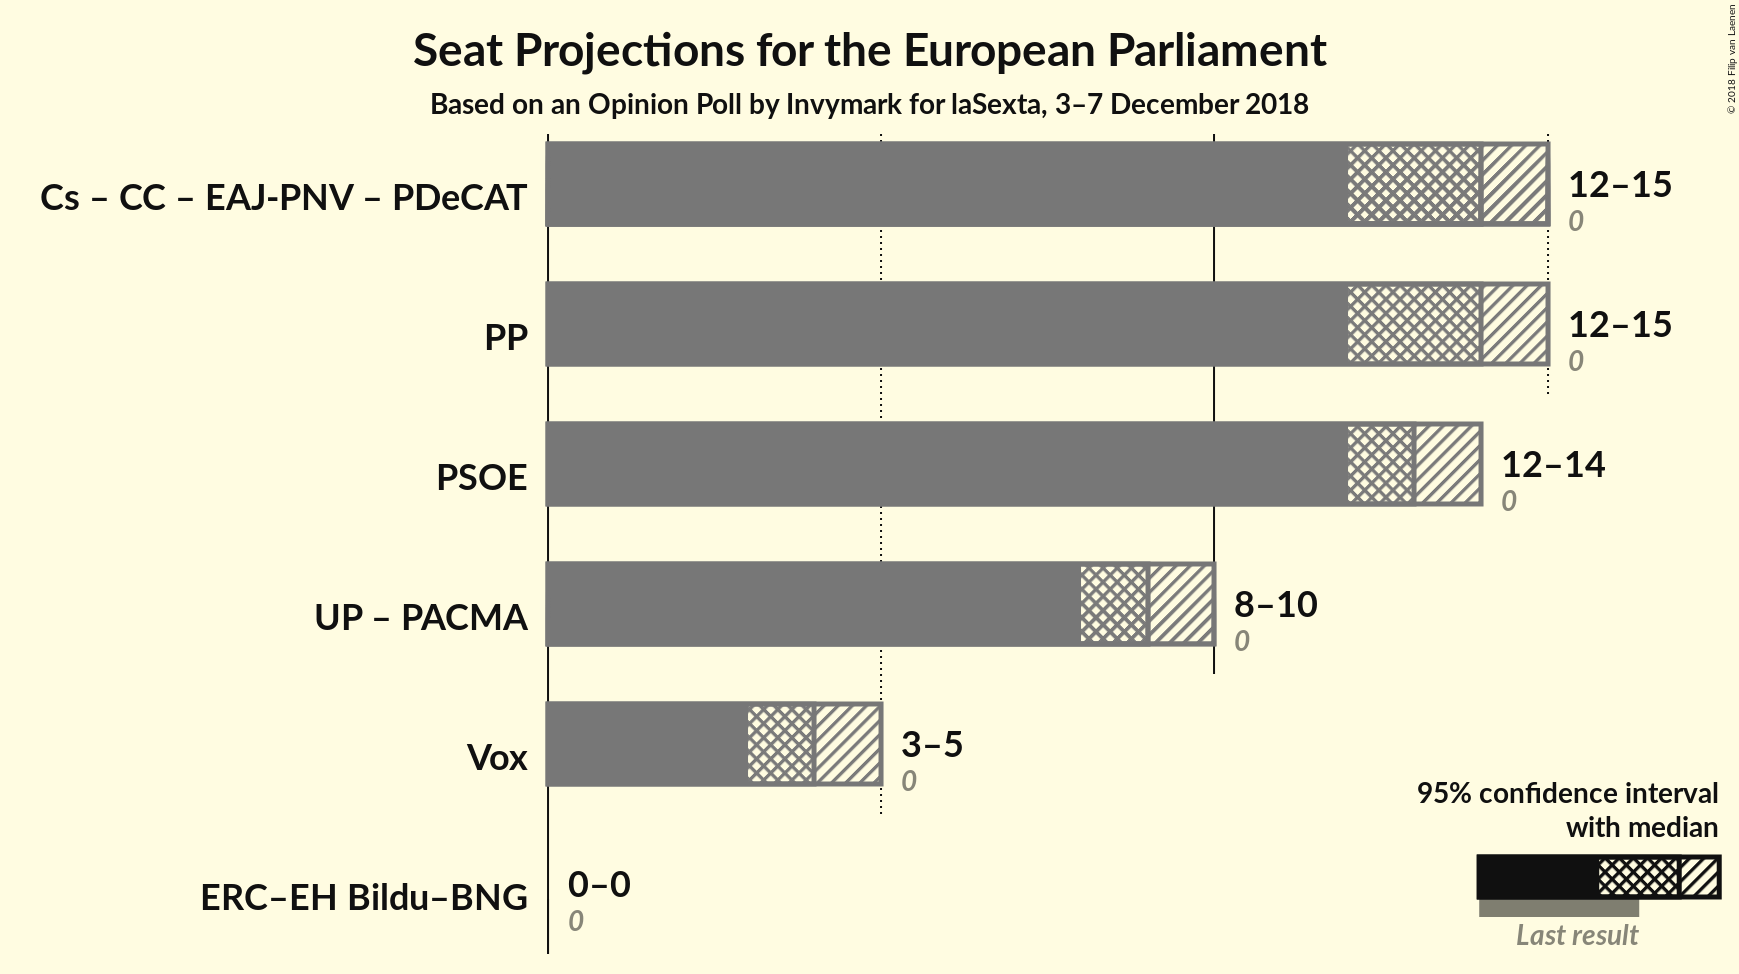 Seat Projections for the European Parliament
Based on an Opinion Poll by Invymark for laSexta, 3–7 December 2018
© 2018 Filip van Laenen
Cs – CC – EAJ-PNV – PDeCAT
12–15
0
PP
12–15
0
PSOE
12–14
0
UP – PACMA
8–10
0
Vox
3–5
0
ERC–EH Bildu–BNG
0–0
0
95% confidence interval
with median
Last result